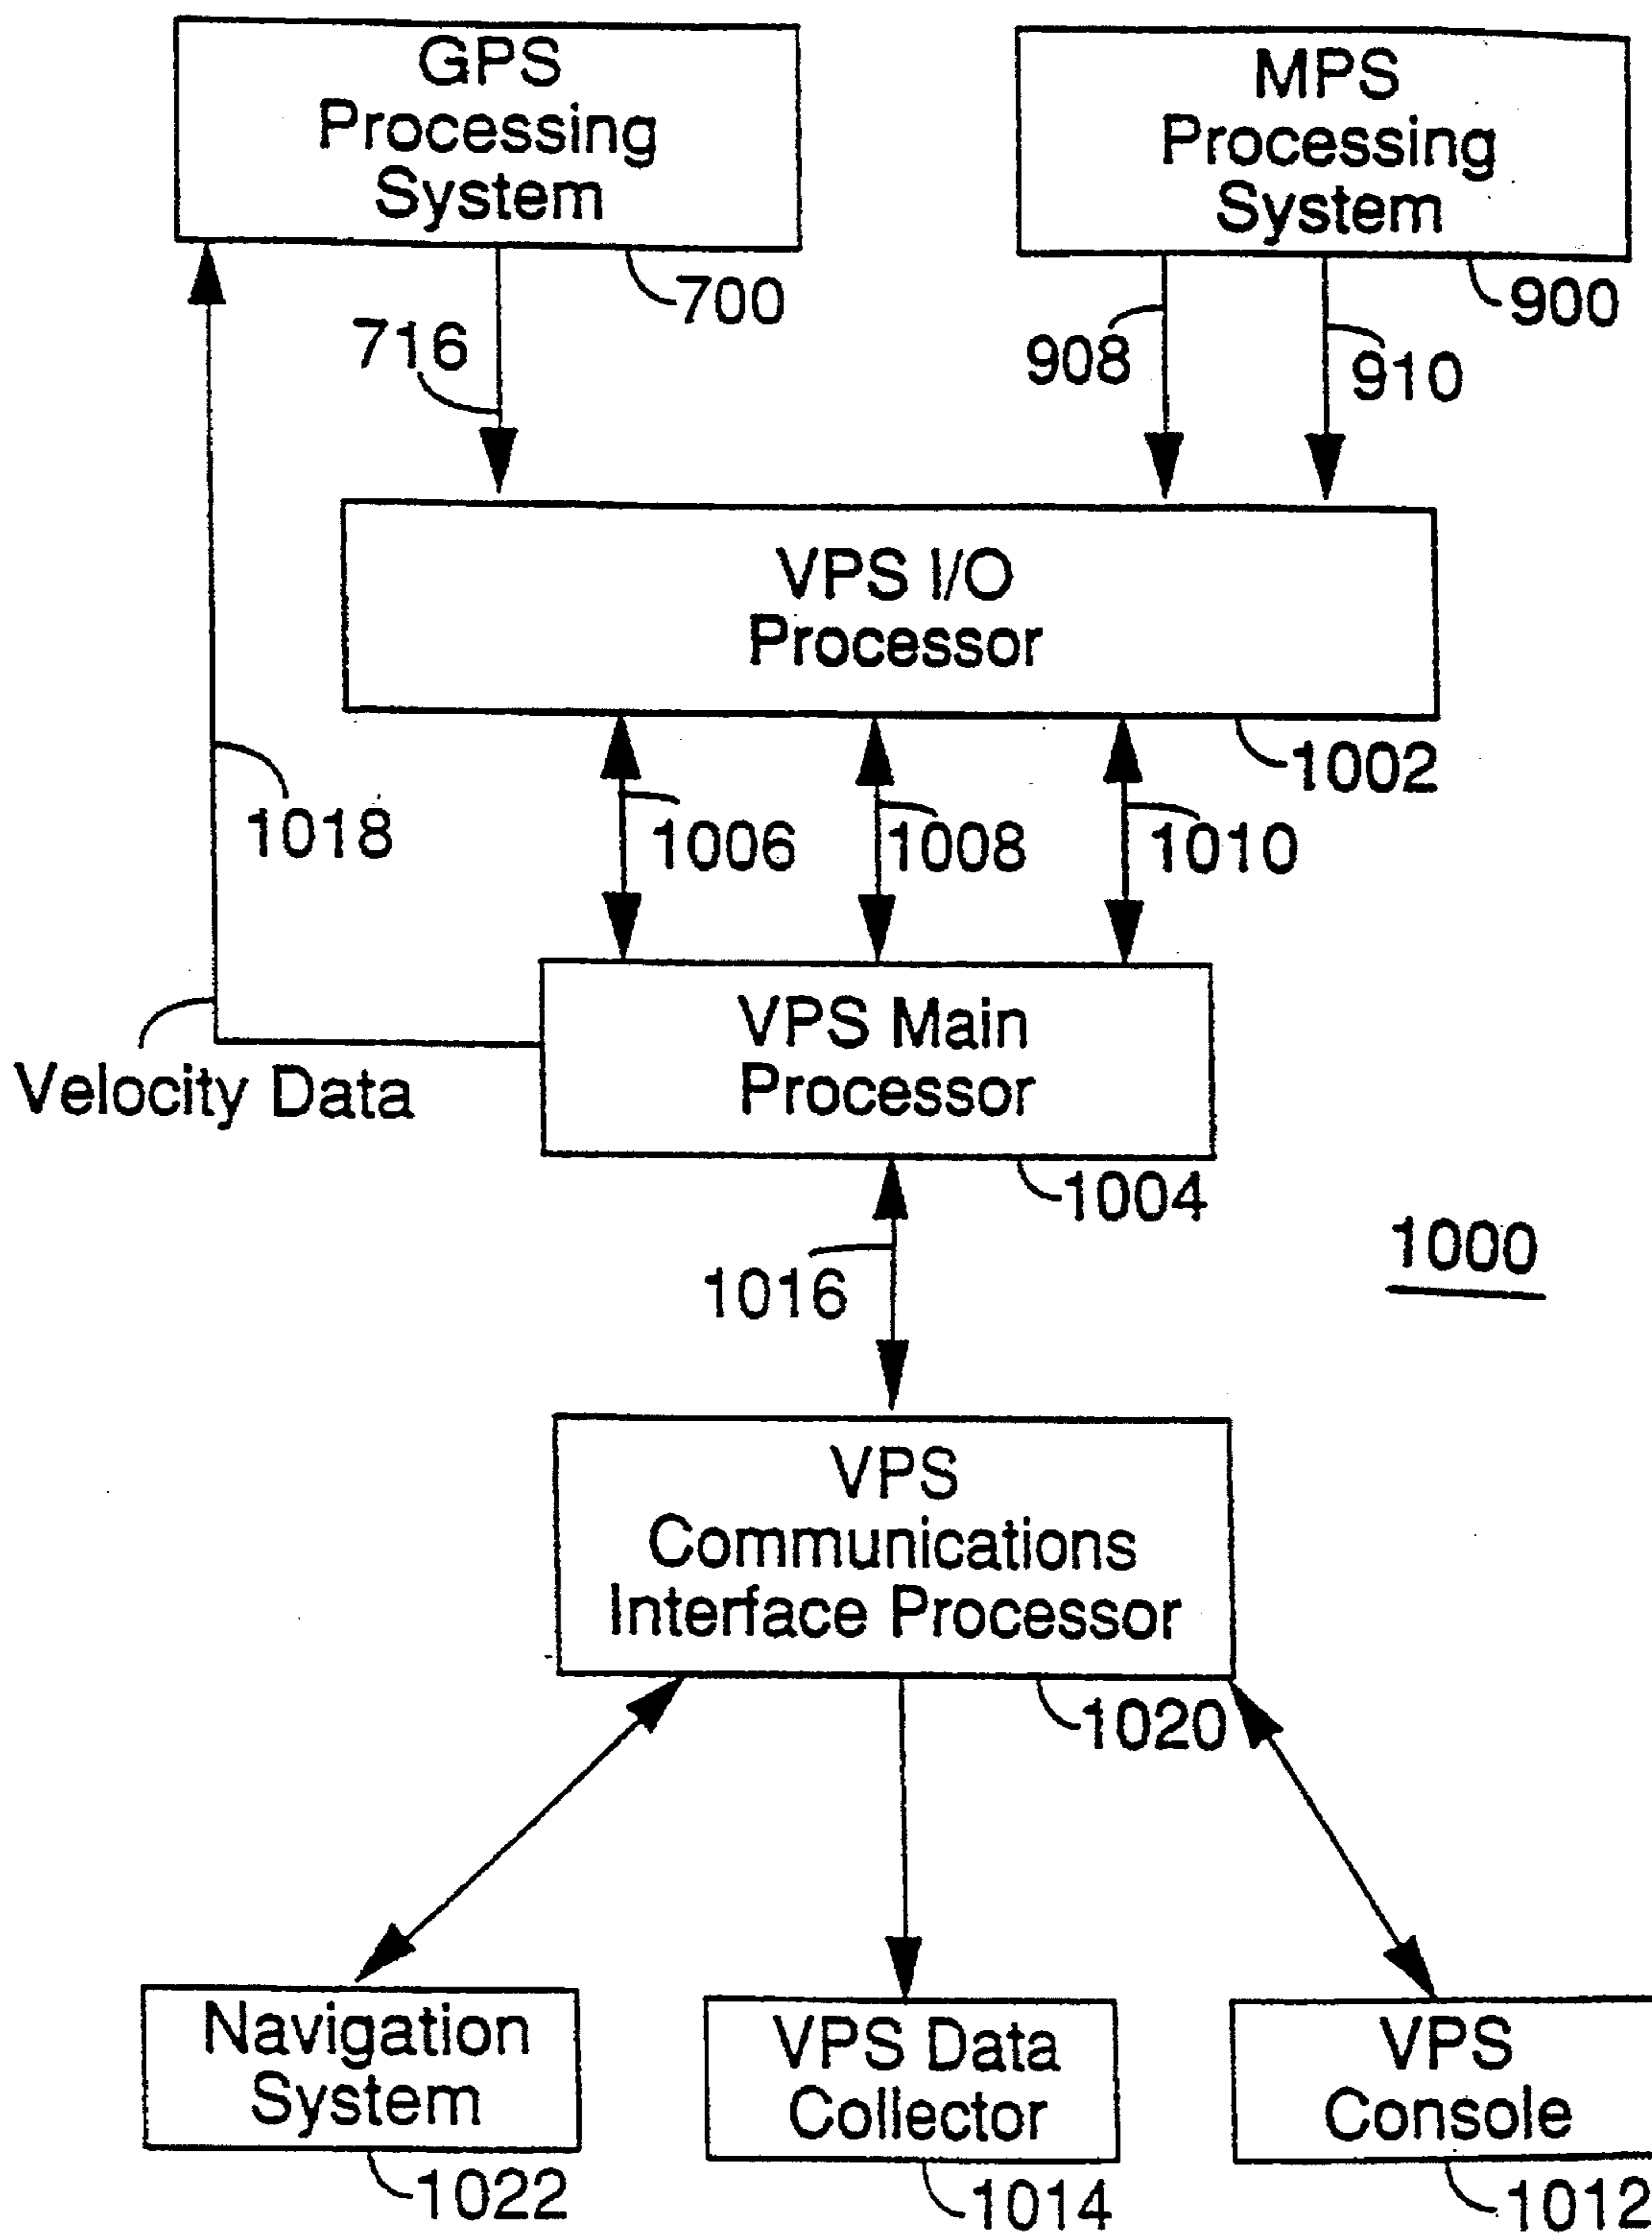 GPS
Processing
System
MPS
Processing
System
700
900
716
908
910
VPS I/O
Processor
1002
1018
1006
1008
1010
VPS Main
Processor
Velocity Data
1004
1000
1016
VPS
Communications
Interface Processor
1020
Navigation
System
VPS Data
Collector
VPS
Console
1022
1014
1012